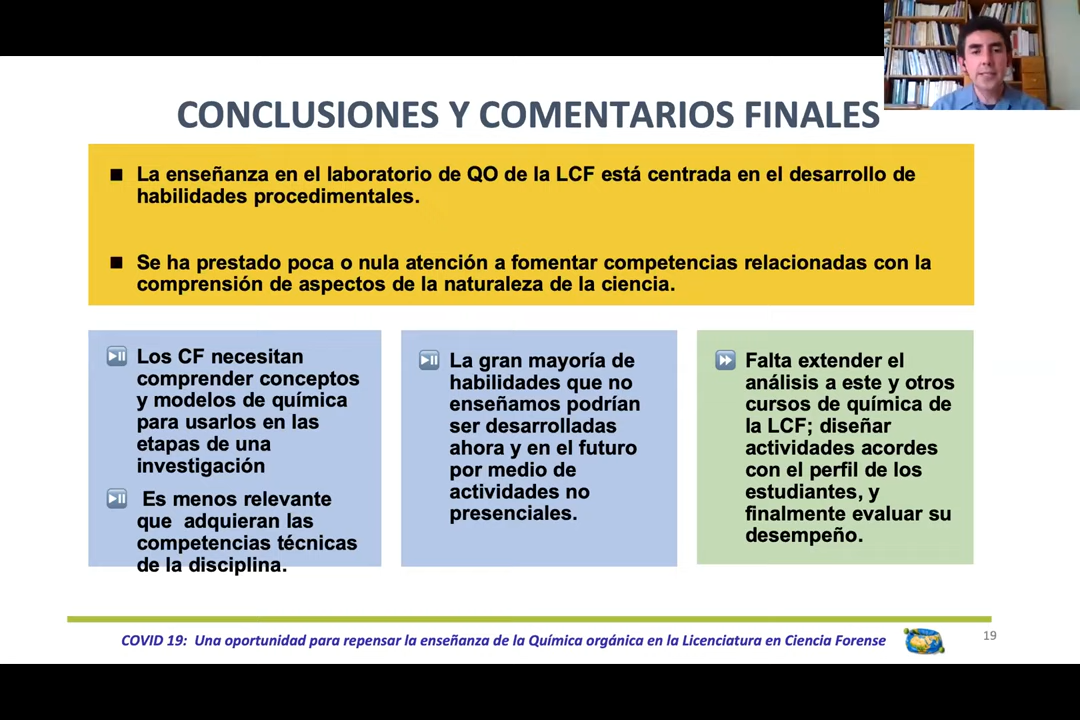 CONCLUSIONES Y COMENTARIOS FINALES
La enseñanza en el laboratorio de QO de la LCF está centrada en el desarrollo de
habilidades procedimentales.
Se ha prestado poca o nula atención a fomentar competencias relacionadas con la
comprensión de aspectos de la naturaleza de la ciencia.
Los CF necesitan
comprender conceptos
y modelos de química
para usarlos en las
etapas de una
investigación
Es menos relevante
que adquieran las
competencias técnicas
de la disciplina.
La gran mayoría de
habilidades que no
enseñamos podrían
ser desarrolladas
ahora y en el futuro
por medio de
actividades no
presenciales.
Falta extender el
análisis a este y otros
cursos de química de
la LCF; diseñar
actividades acordes
con el perfil de los
estudiantes, y
finalmente evaluar su
desempeño.
COVID 19: Una oportunidad para repensar la enseñanza de la Química orgánica en la Licenciatura en Ciencia Forense
19